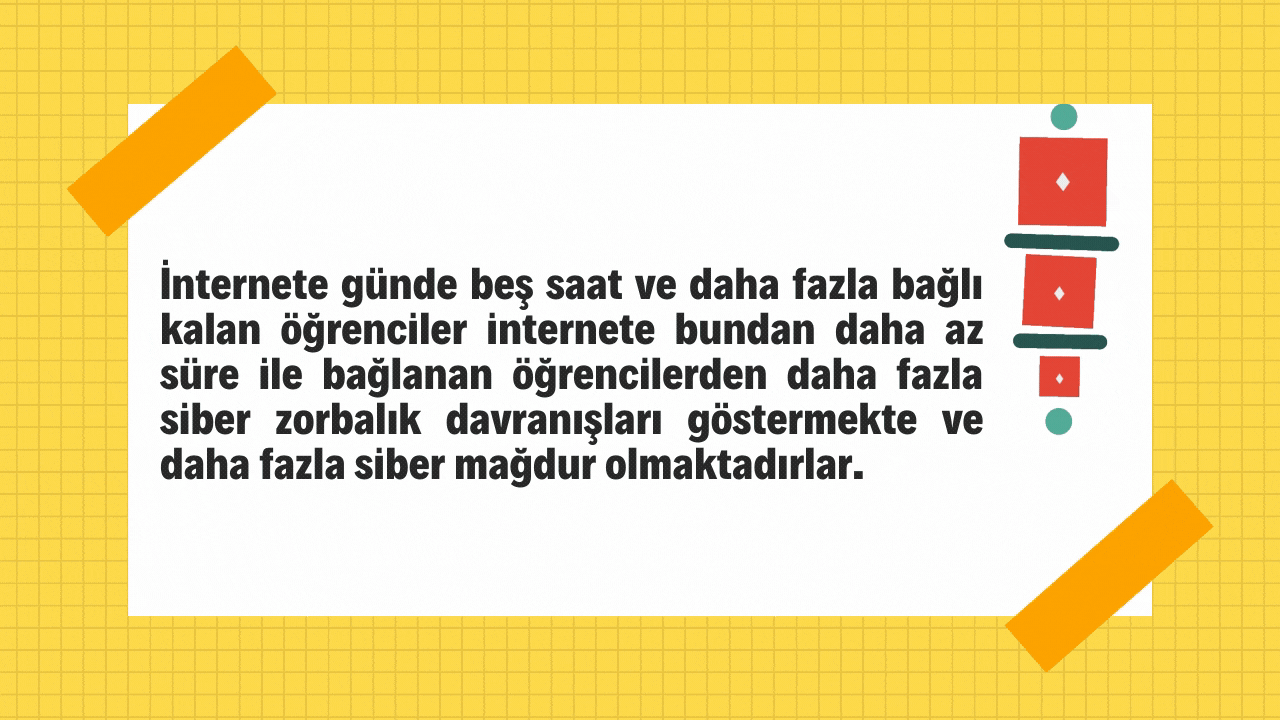 İnternete günde beş saat ve daha fazla bağlı
kalan öğrenciler internete bundan daha az
süre ile bağlanan öğrencilerden daha fazla
siber zorbalık davranışları göstermekte ve
daha fazla siber mağdur olmaktadırlar.